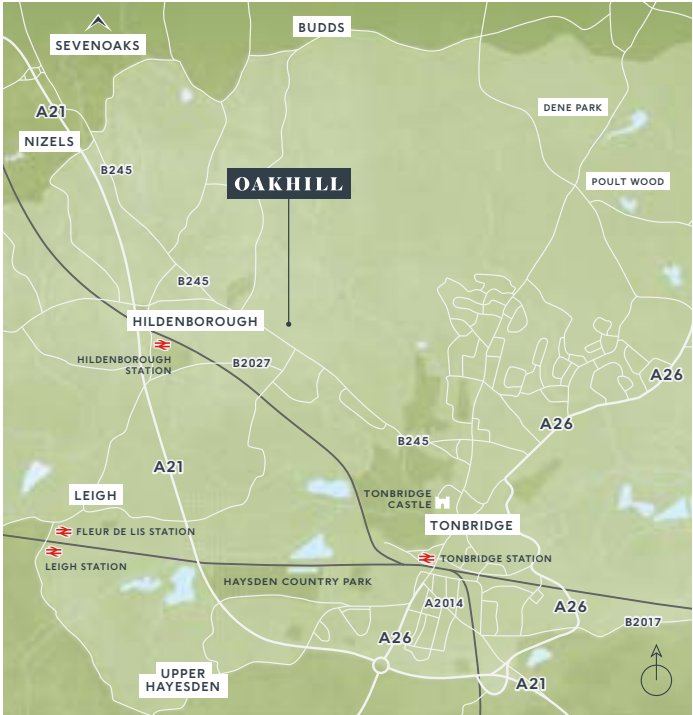 BUDDS
SEVENOAKS
DENE PARK
A21
NIZELS
B245
OAKHILL
POULT WOOD
B245
HILDENBOROUGH
HILDENBOROUGH
STATION
B2027
A26
A26
B245
A21
LEIGH
TONBRIDGE
CASTLE
TONBRIDGE
FLEUR DE LIS STATION
LEIGH STATION
TONBRIDGE STATION
HAYSDEN COUNTRY PARK
A2014
A26
B2017
A26
UPPER
HAYESDEN
A21